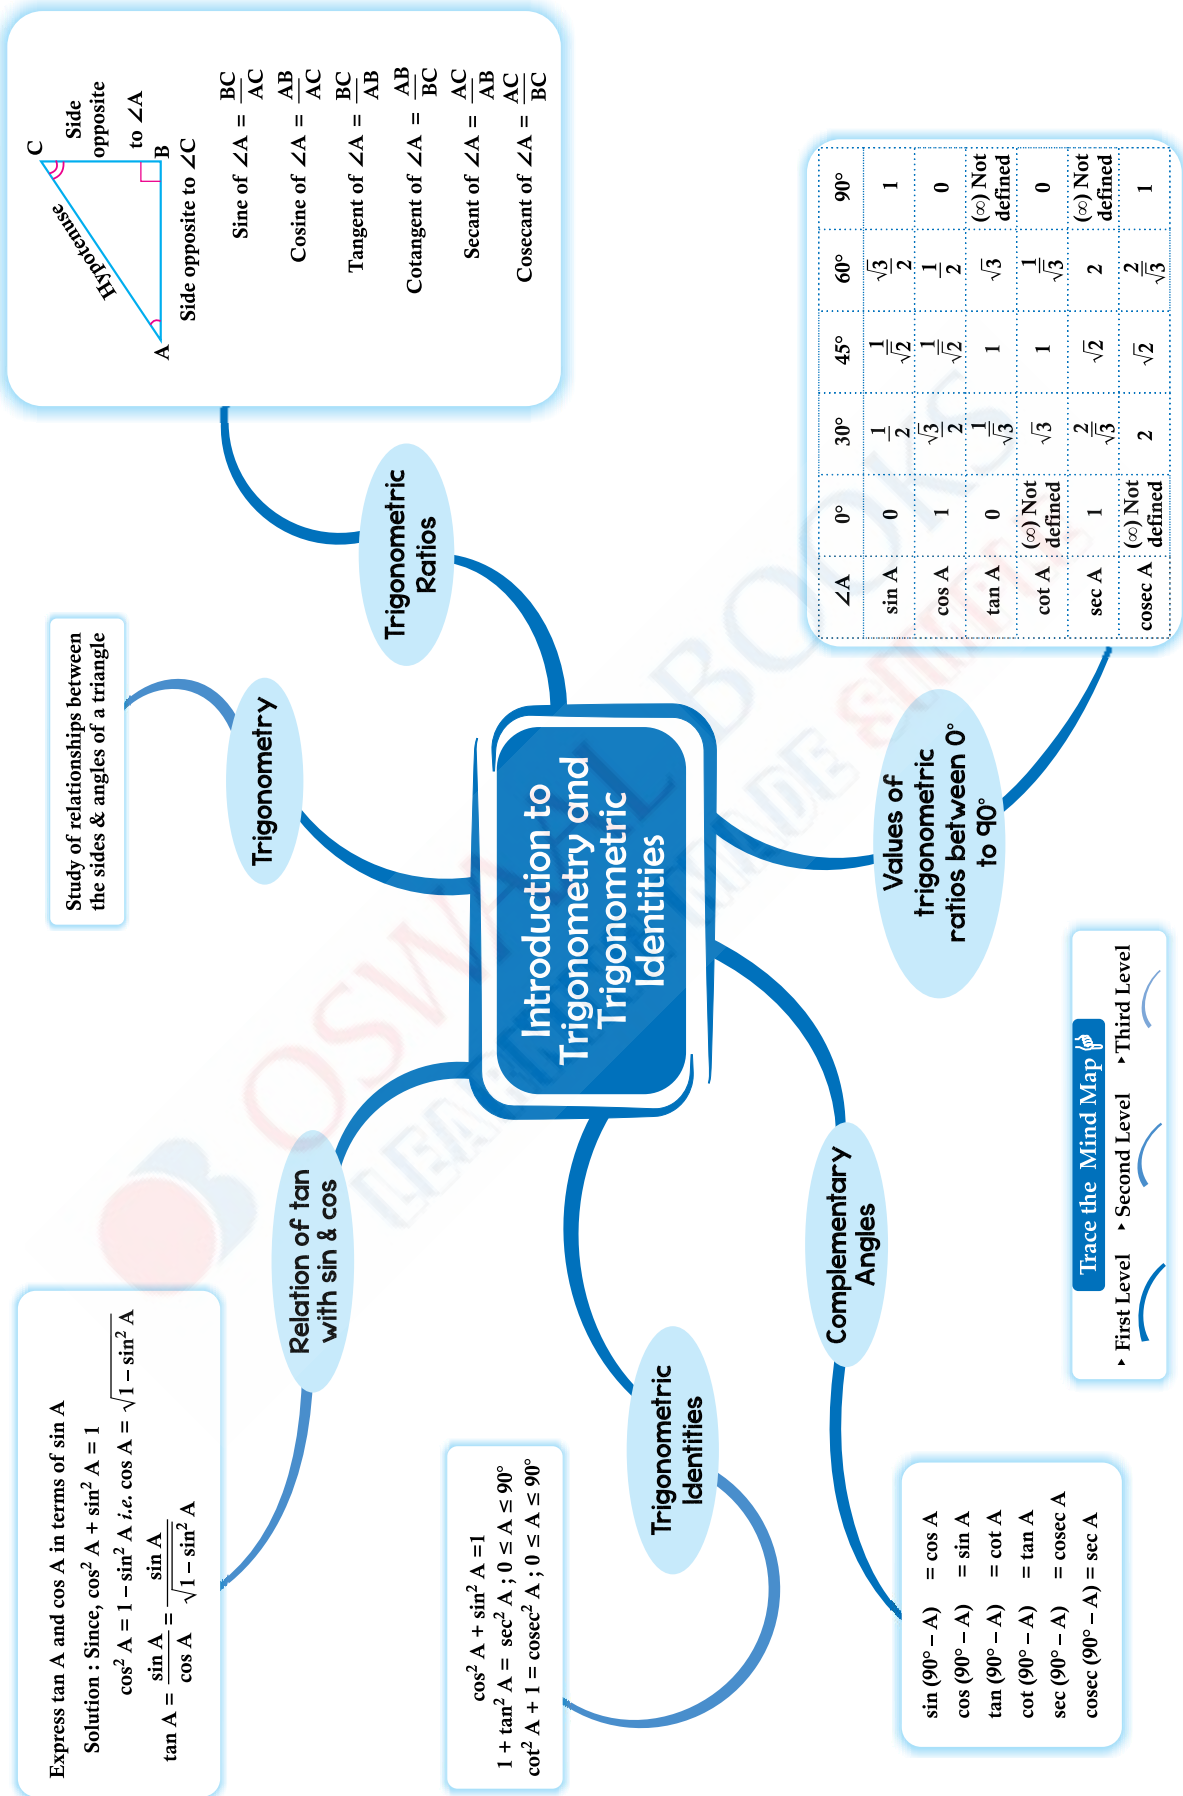 Introduction to
Trigonometry and
Trigonometric
Identities
Trigonometry
Study of relationships between
the sides & angles of a triangle
Trigonometric
Ratios
C
A
B
Hypotenuse
Side
opposite
to ∠A
Side opposite to ∠C
Sine of ∠A = BC/AC
Cosine of ∠A = AB/AC
Tangent of ∠A = BC/AB
Cotangent of ∠A = AB/BC
Secant of ∠A = AC/AB
Cosecant of ∠A = AC/BC
Values of
trigonometric
ratios between 0°
to 90°
∠A 0° 30° 45° 60° 90°
sin A 0 1/2 1/√2 √3/2 1
cos A 1 √3/2 1/√2 1/2 0
tan A 0 1/√3 1 √3 (∞) Not defined
cot A (∞) Not defined √3 1 1/√3 0
sec A 1 2/√3 √2 2 (∞) Not defined
cosec A (∞) Not defined 2 √2 2/√3 1
Complementary
Angles
sin (90° – A) = cos A
cos (90° – A) = sin A
tan (90° – A) = cot A
cot (90° – A) = tan A
sec (90° – A) = cosec A
cosec (90° – A) = sec A
Trigonometric
Identities
cos² A + sin² A =1
1 + tan² A = sec² A ; 0 ≤ A ≤ 90°
cot² A + 1 = cosec² A ; 0 ≤ A ≤ 90°
Relation of tan
with sin & cos
Express tan A and cos A in terms of sin A
Solution : Since, cos² A + sin² A = 1
cos² A = 1 – sin² A i.e. cos A = √(1 – sin² A)
tan A = sin A/cos A = sin A/√(1 – sin² A)
Trace the Mind Map
▸ First Level ▸ Second Level ▸Third Level
OSWAAL BOOKS
LEARNING MADE SIMPLE